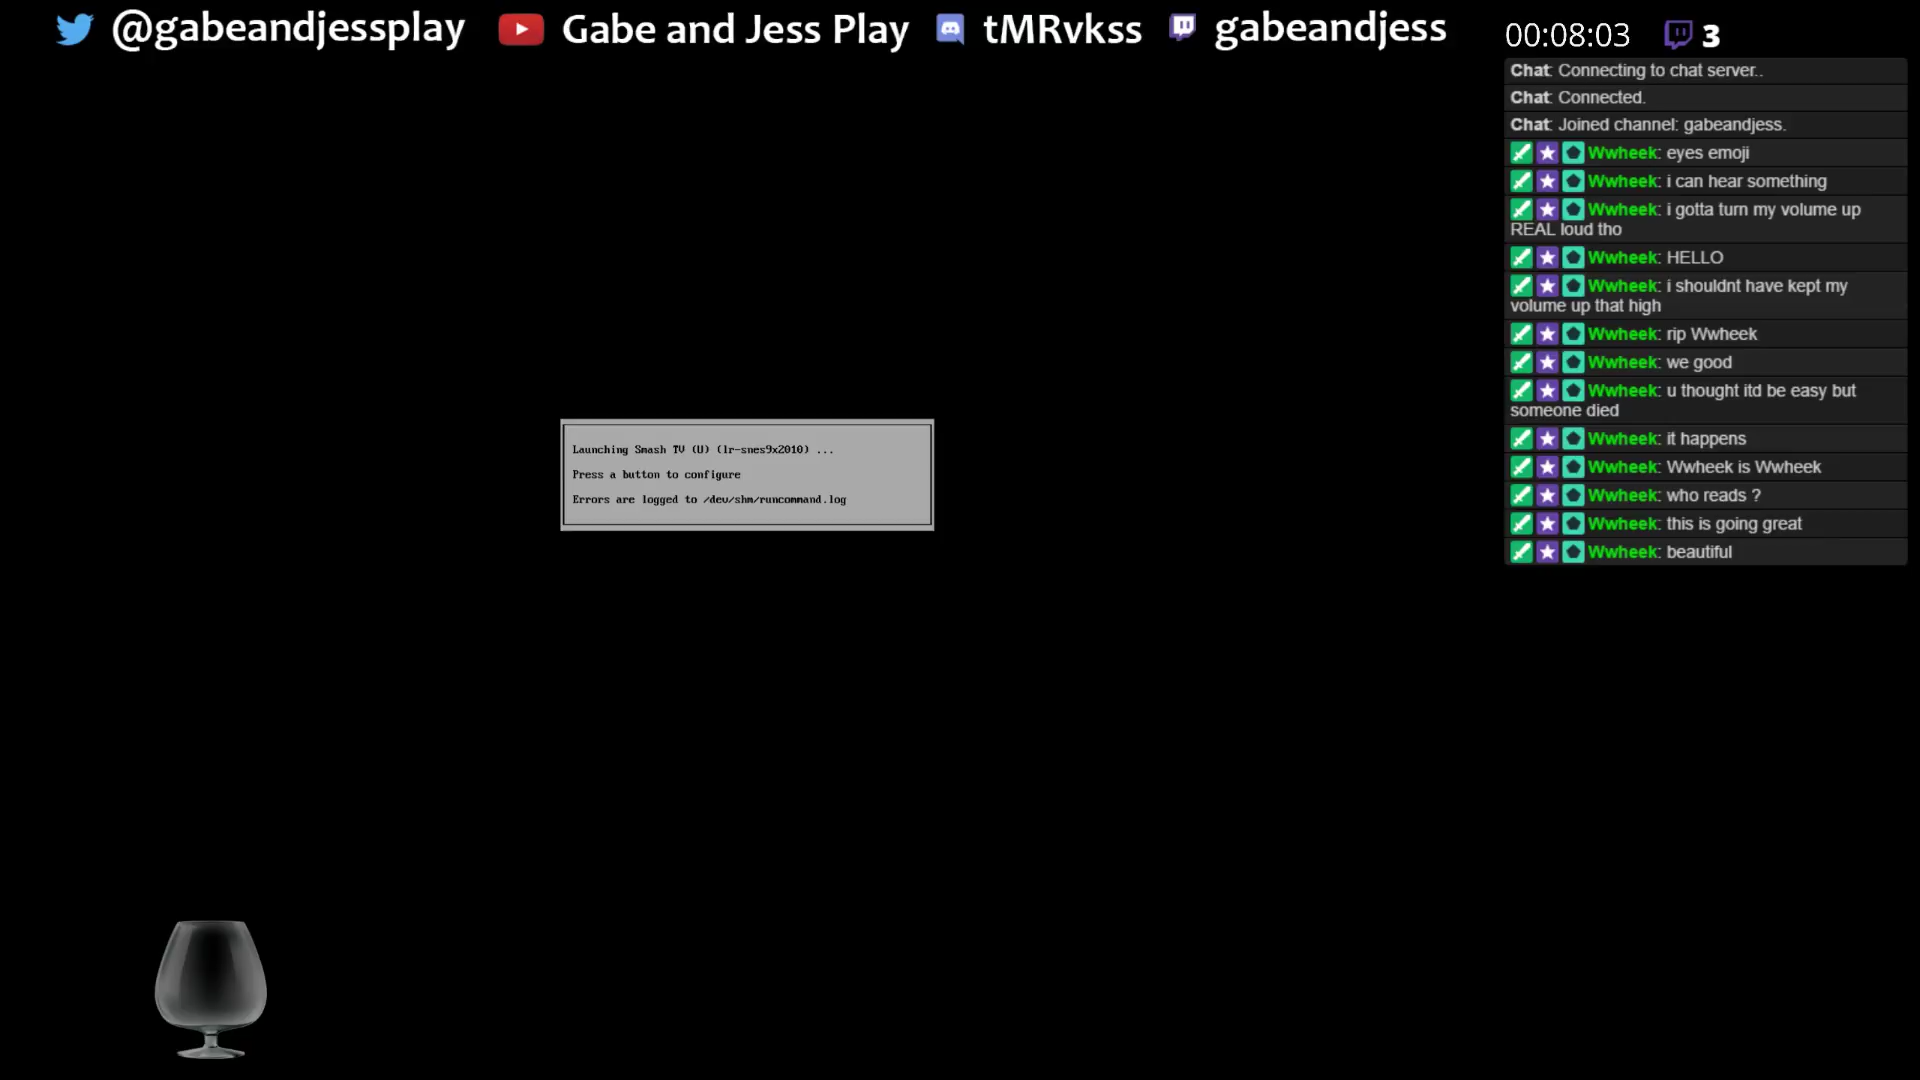 @gabeandjessplay Gabe and Jess Play tMRvkss gabeandjess 00:08:03 3
Chat: Connecting to chat server..
Chat: Connected.
Chat: Joined channel: gabeandjess.
Wwheek: eyes emoji
Wwheek: i can hear something
Wwheek: i gotta turn my volume up
REAL loud tho
Wwheek: HELLO
Wwheek: i shouldnt have kept my
volume up that high
Wwheek: rip Wwheek
Wwheek: we good
Wwheek: u thought itd be easy but
someone died
Wwheek: it happens
Wwheek: Wwheek is Wwheek
Wwheek: who reads ?
Wwheek: this is going great
Wwheek: beautiful
Launching Smash TV (U) (lr-snes9x2010) ...
Press a button to configure
Errors are logged to /dev/shm/runcommand.log